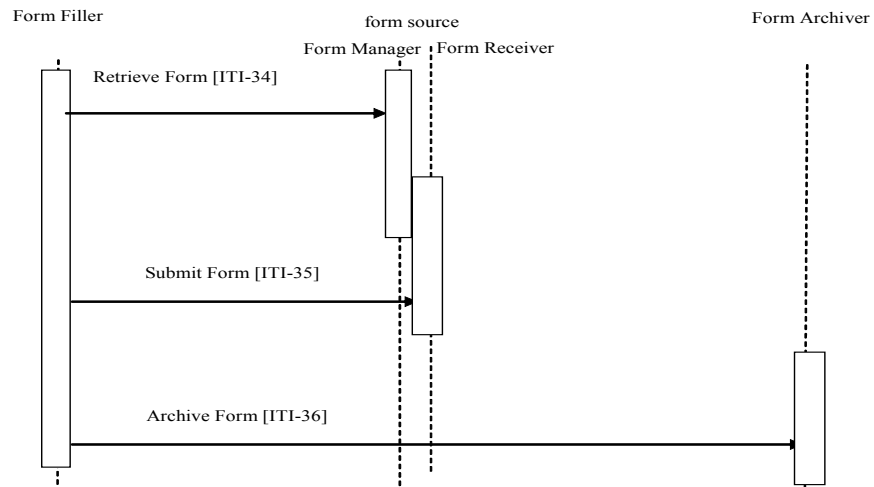 Form Filler
form source
Form Archiver
Form Manager
Form Receiver
Retrieve Form [ITI-34]
Submit Form [ITI-35]
Archive Form [ITI-36]